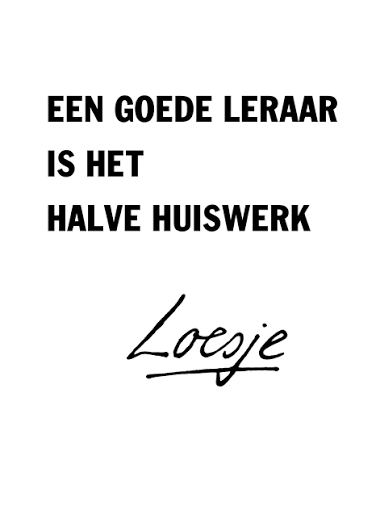 EEN GOEDE LERAAR
IS HET
HALVE HUISWERK
Loesje